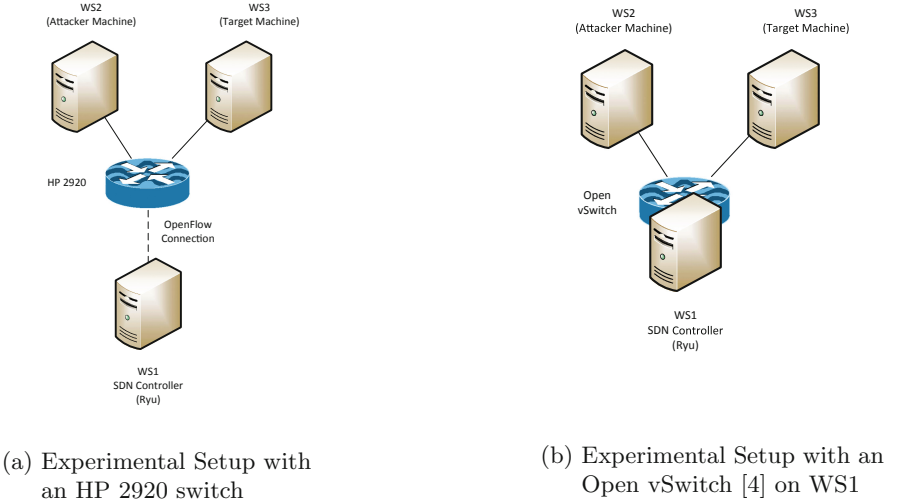 WS2
(Attacker Machine)
WS3
(Target Machine)
HP 2920
OpenFlow
Connection
WS1
SDN Controller
(Ryu)
(a) Experimental Setup with
an HP 2920 switch
WS2
(Attacker Machine)
WS3
(Target Machine)
Open
vSwitch
WS1
SDN Controller
(Ryu)
(b) Experimental Setup with an
Open vSwitch [4] on WS1